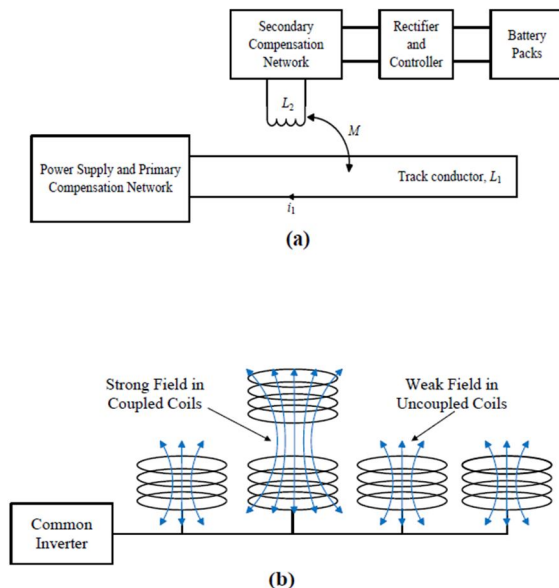 Secondary
Compensation
Network
Rectifier
and
Controller
Battery
Packs
L2
M
Power Supply and Primary
Compensation Network
Track conductor, L1
i1
(a)
Strong Field in
Coupled Coils
Weak Field in
Uncoupled Coils
Common
Inverter
(b)